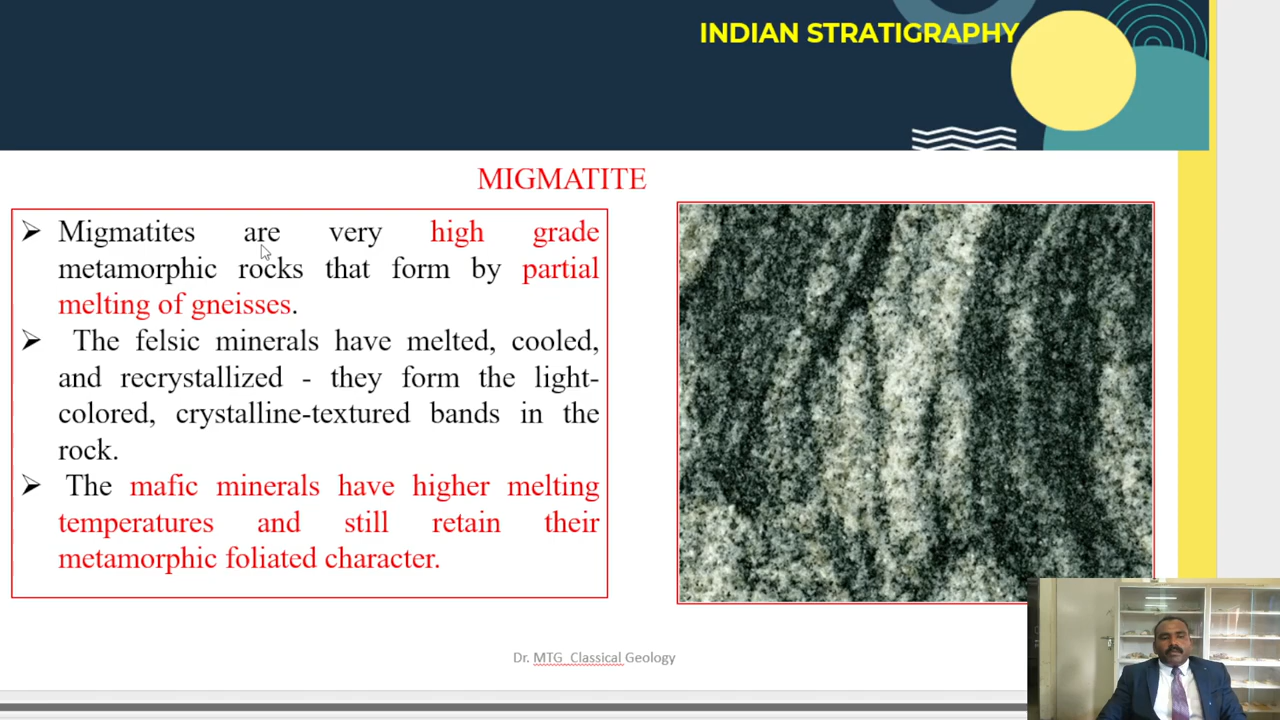 INDIAN STRATIGRAPHY
MIGMATITE
➢ Migmatites are very high grade
metamorphic rocks that form by partial
melting of gneisses.
➢ The felsic minerals have melted, cooled,
and recrystallized - they form the light-
colored, crystalline-textured bands in the
rock.
➢ The mafic minerals have higher melting
temperatures and still retain their
metamorphic foliated character.
Dr. MTG Classical Geology